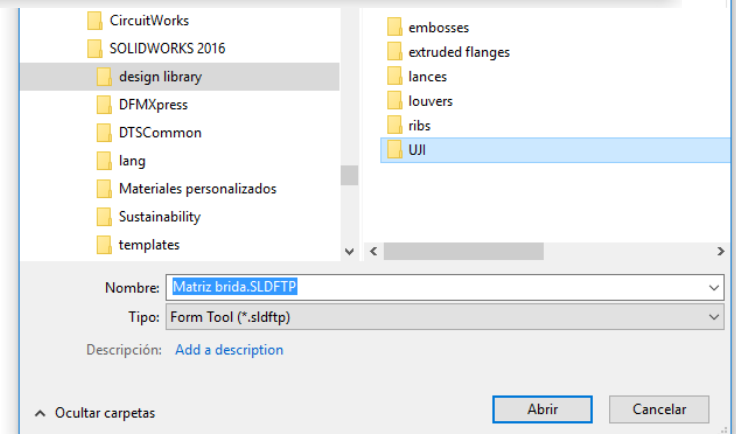 CircuitWorks
SOLIDWORKS 2016
design library
DFMXpress
DTSCommon
lang
Materiales personalizados
Sustainability
templates
embosses
extruded flanges
lances
louvers
ribs
UJI
Nombre: Matriz brida.SLDFTP
Tipo: Form Tool (*.sldftp)
Descripción: Add a description
Ocultar carpetas Abrir Cancelar